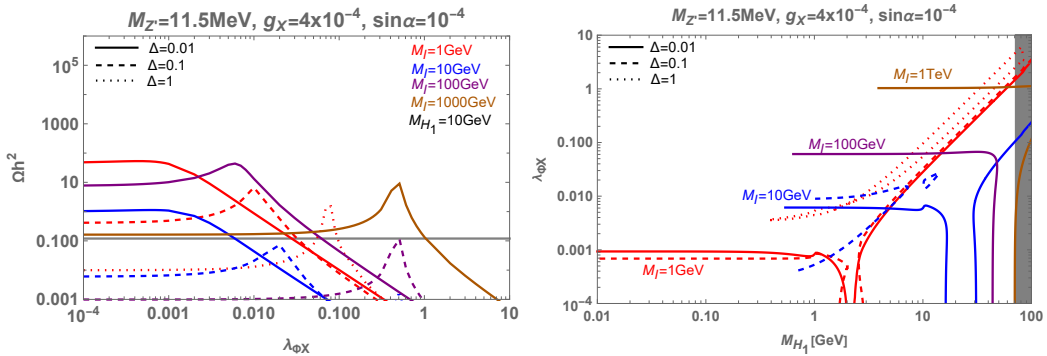 M_Z'=11.5MeV, g_X=4x10^-4, sinα=10^-4
Δ=0.01
Δ=0.1
Δ=1
M_I=1GeV
M_I=10GeV
M_I=100GeV
M_I=1000GeV
M_H_1=10GeV
Ωh^2
10^5
1000
10
0.100
0.001
10^-4
0.001
0.010
0.100
1
10
λ_ΦX
M_Z'=11.5MeV, g_X=4x10^-4, sinα=10^-4
Δ=0.01
Δ=0.1
Δ=1
M_I=1TeV
M_I=100GeV
M_I=10GeV
M_I=1GeV
λ_ΦX
10
1
0.100
0.010
0.001
10^-4
0.01
0.10
1
10
100
M_H_1 [GeV]